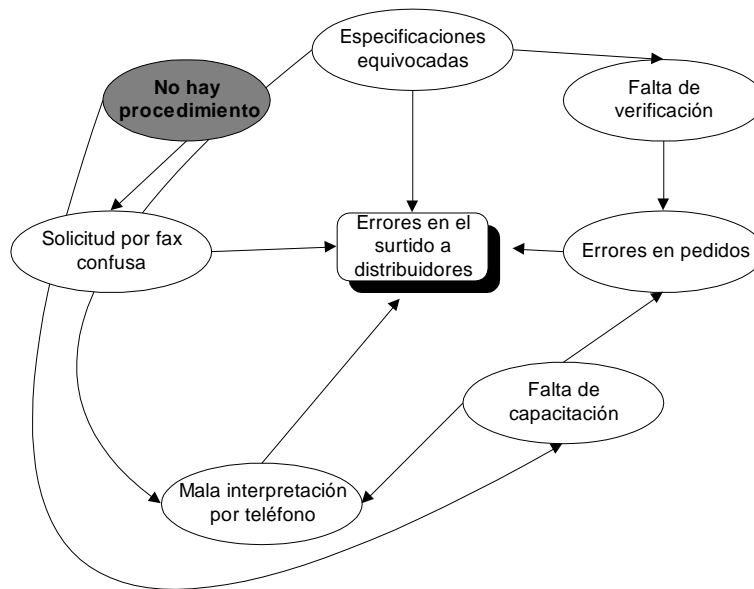 Especificaciones
equivocadas
No hay
procedimiento
Falta de
verificación
Solicitud por fax
confusa
Errores en el
surtido a
distribuidores
Errores en pedidos
Falta de
capacitación
Mala interpretación
por teléfono